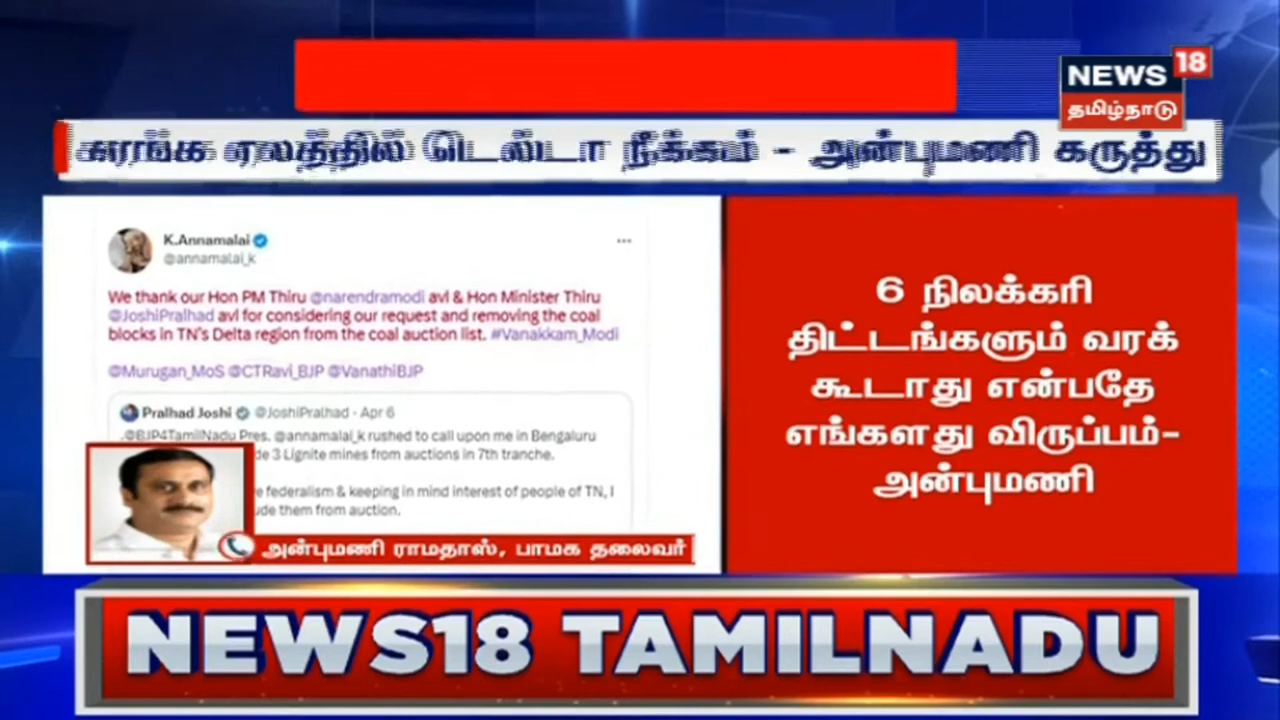 NEWS 18
தமிழ்நாடு
சுரங்க ஏலத்தில் டெல்டா நீக்கம் - அன்புமணி கருத்து
K.Annamalai
@annamalai_k
We thank our Hon PM Thiru @narendramodi avl & Hon Minister Thiru
@JoshiPralhad avl for considering our request and removing the coal
blocks in TN's Delta region from the coal auction list. #Vanakkam_Modi
@Murugan_MoS @CTRavi_BJP @VanathiBJP
Pralhad Joshi @JoshiPralhad - Apr 6
.@BJP4TamilNadu Pres. @annamalai_k rushed to call upon me in Bengaluru
3 Lignite mines from auctions in 7th tranche.
federalism & keeping in mind interest of people of TN, I
them from auction.
அன்புமணி ராமதாஸ், பாமக தலைவர்
6 நிலக்கரி
திட்டங்களும் வரக்
கூடாது என்பதே
எங்களது விருப்பம்-
அன்புமணி
NEWS18 TAMILNADU